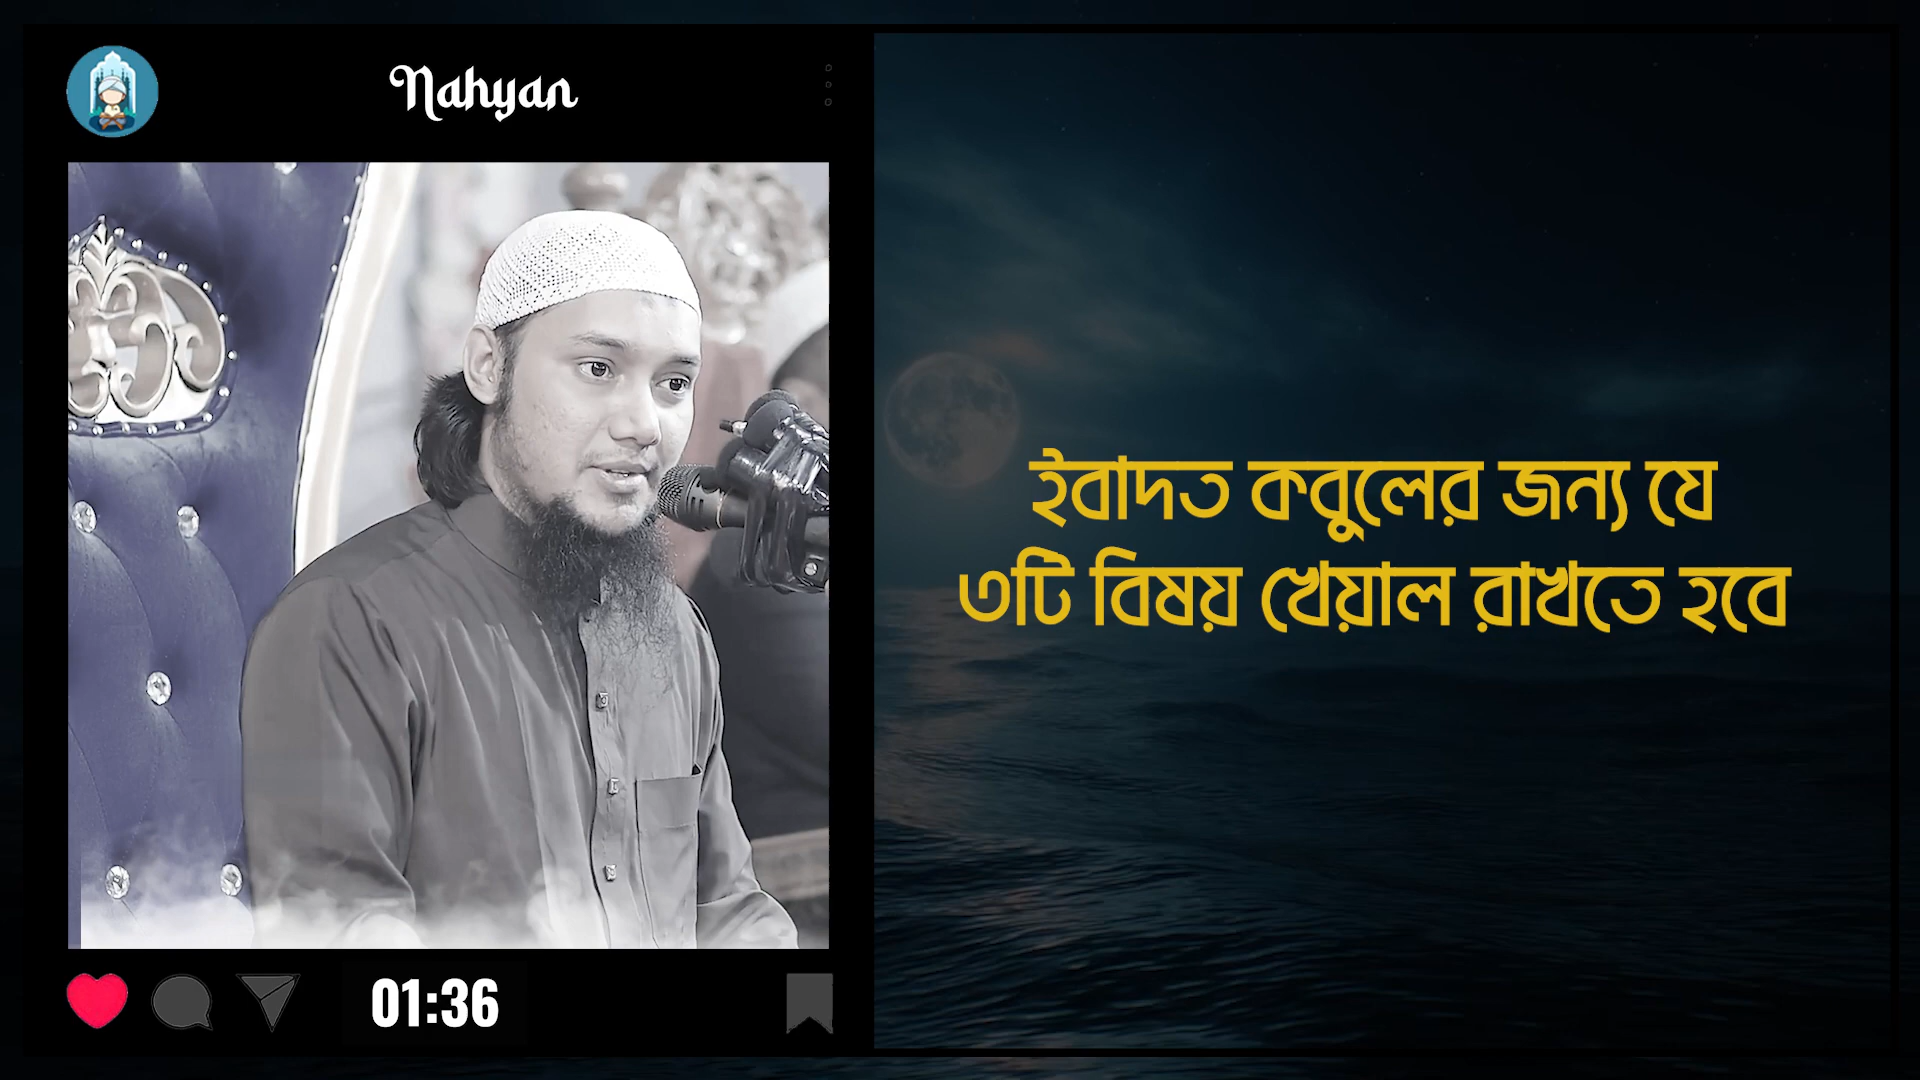 Nahyan
ইবাদত কবুলের জন্য যে
৩টি বিষয় খেয়াল রাখতে হবে
01:36